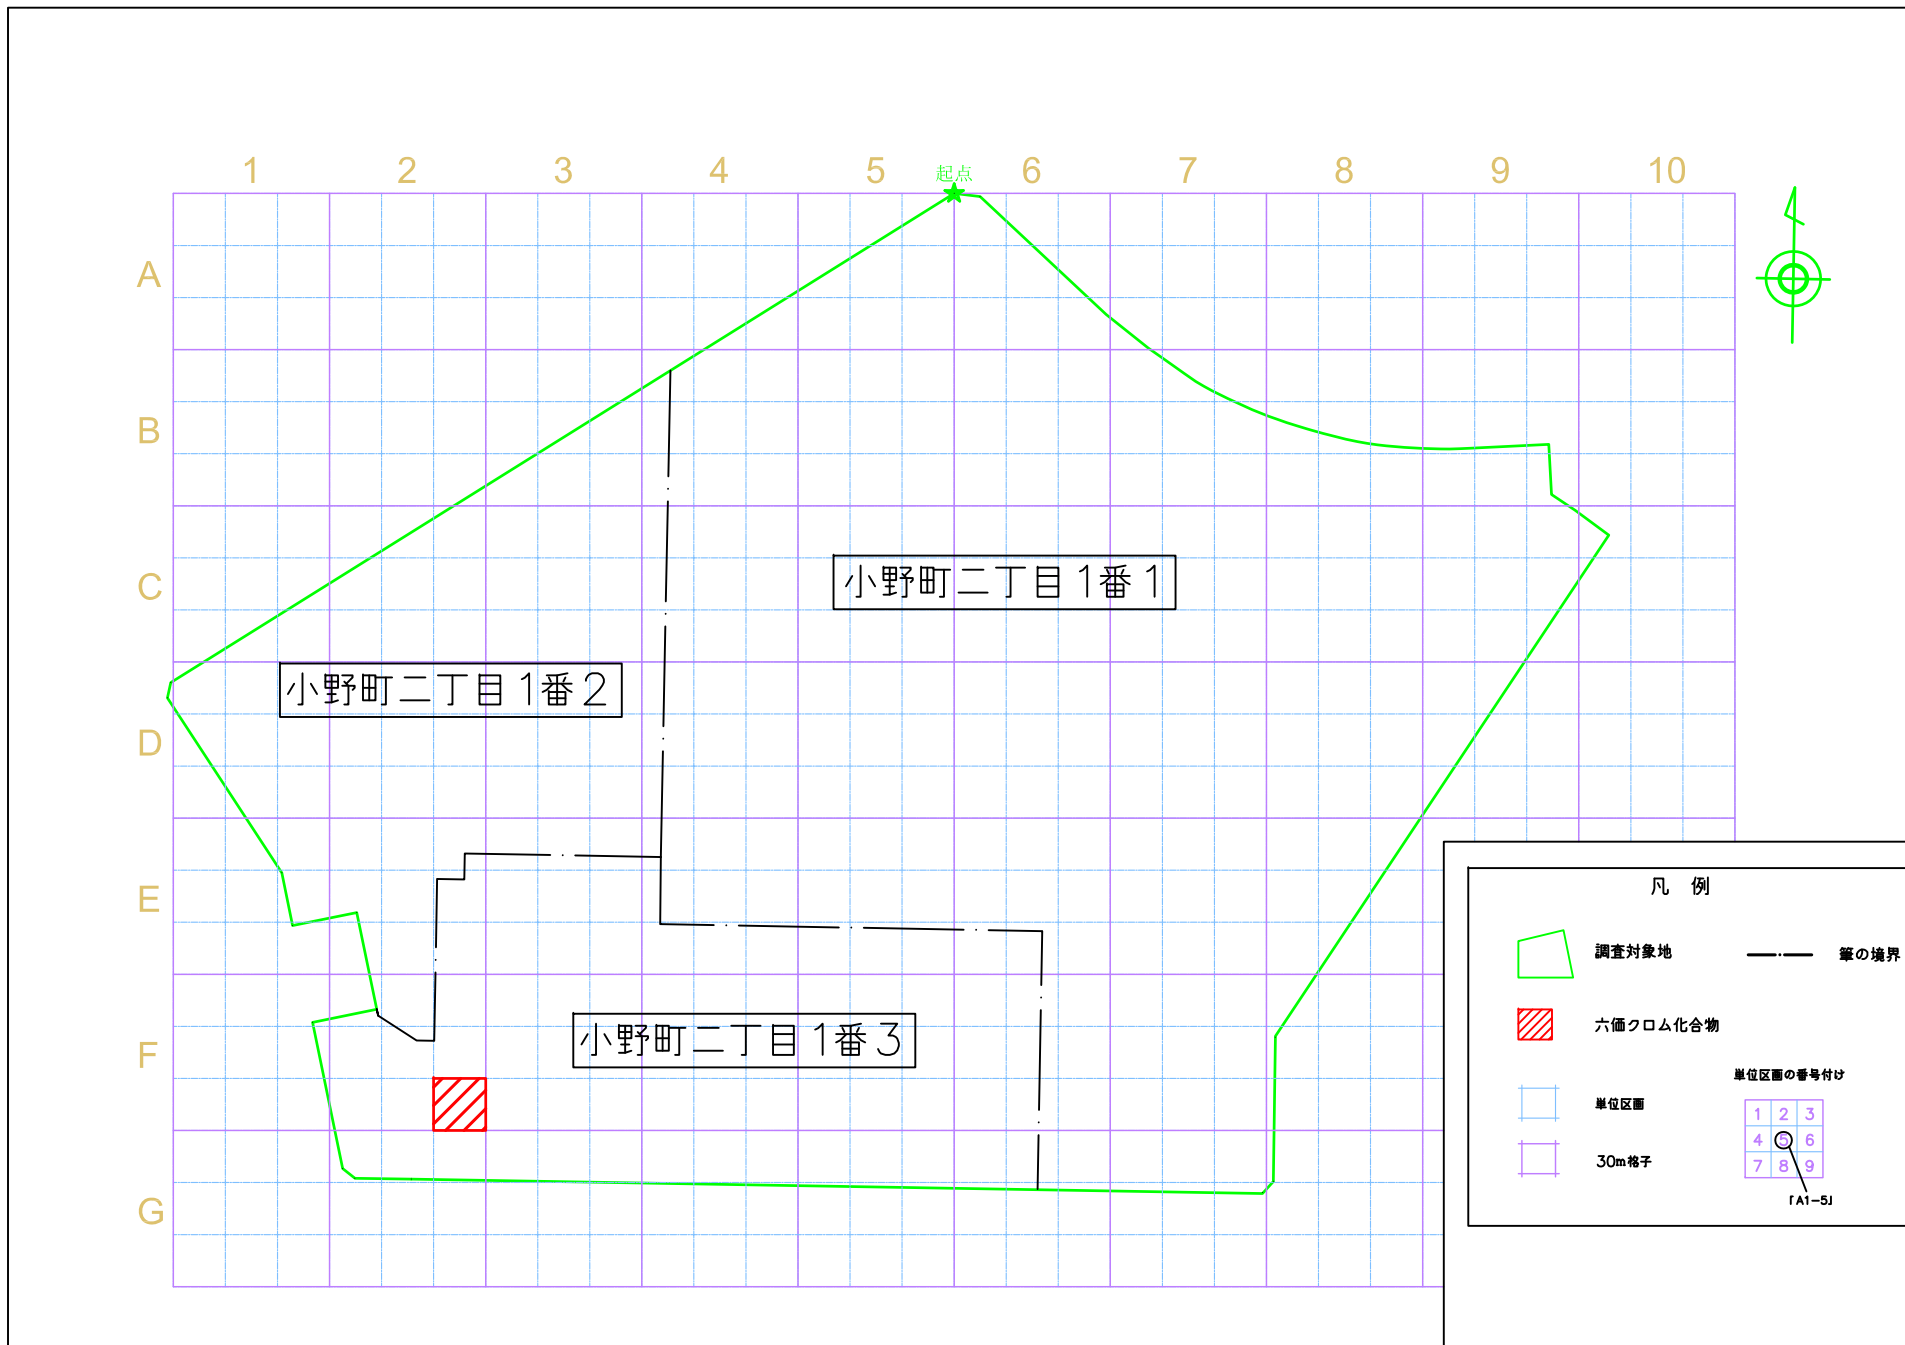 1 2 3 4 5 6 7 8 9 10
起点
A
B
C
小野町二丁目1番1
小野町二丁目1番2
D
E
F
小野町二丁目1番3
G
凡 例
調査対象地
筆の境界
六価クロム化合物
単位区画
30m格子
単位区画の番号付け
1 2 3
4 5 6
7 8 9
「A1-5」